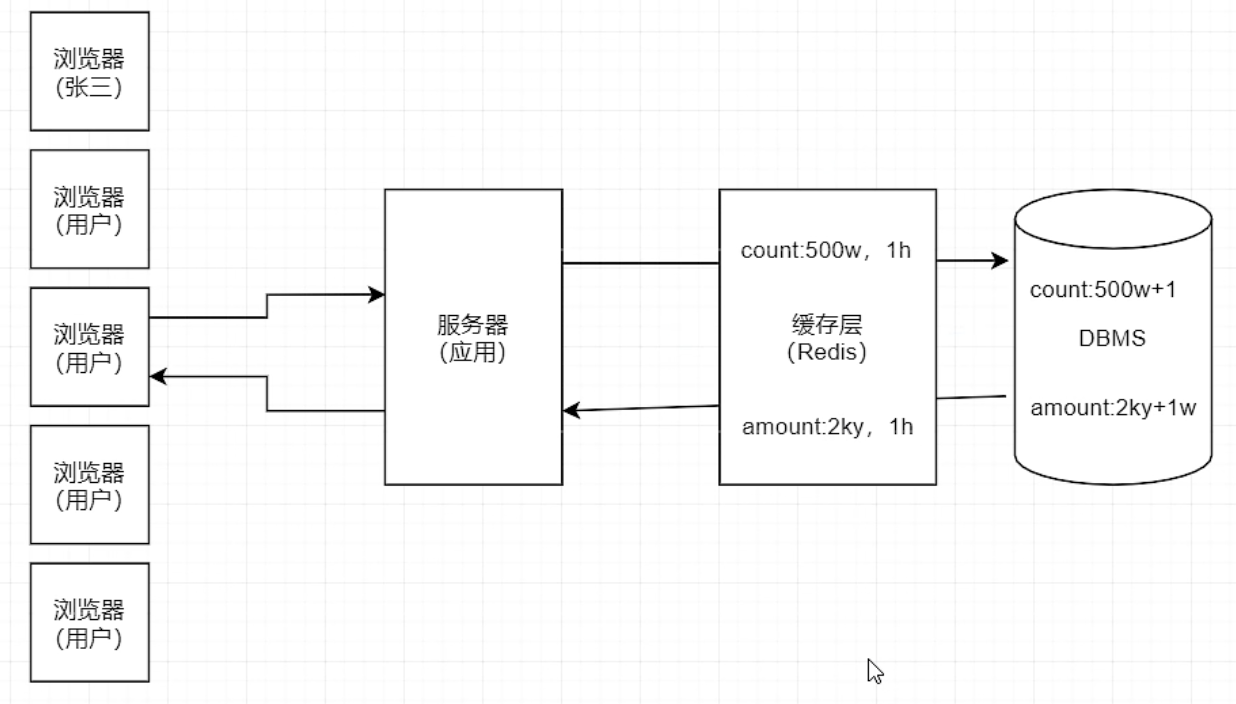 浏览器
(张三)
浏览器
(用户)
浏览器
(用户)
浏览器
(用户)
浏览器
(用户)
服务器
(应用)
count:500w，1h
缓存层
(Redis)
amount:2ky，1h
count:500w+1
DBMS
amount:2ky+1w